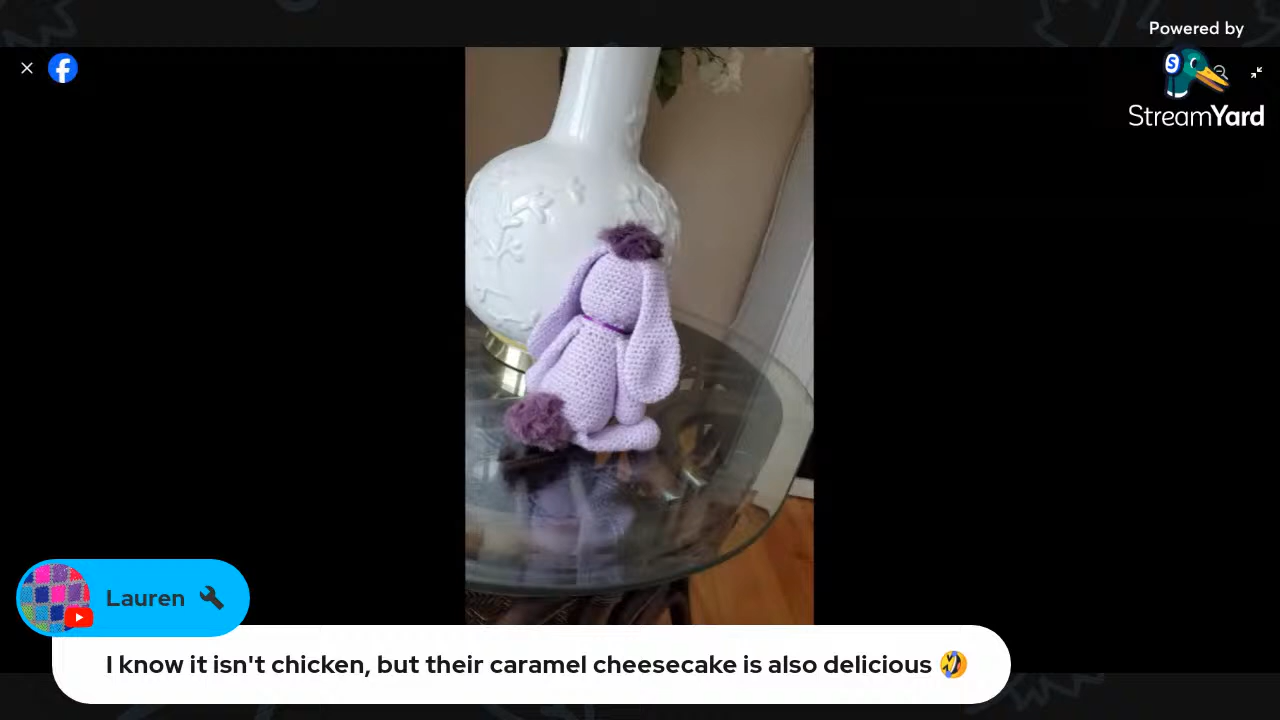 Powered by
StreamYard
Lauren
I know it isn't chicken, but their caramel cheesecake is also delicious 🤣